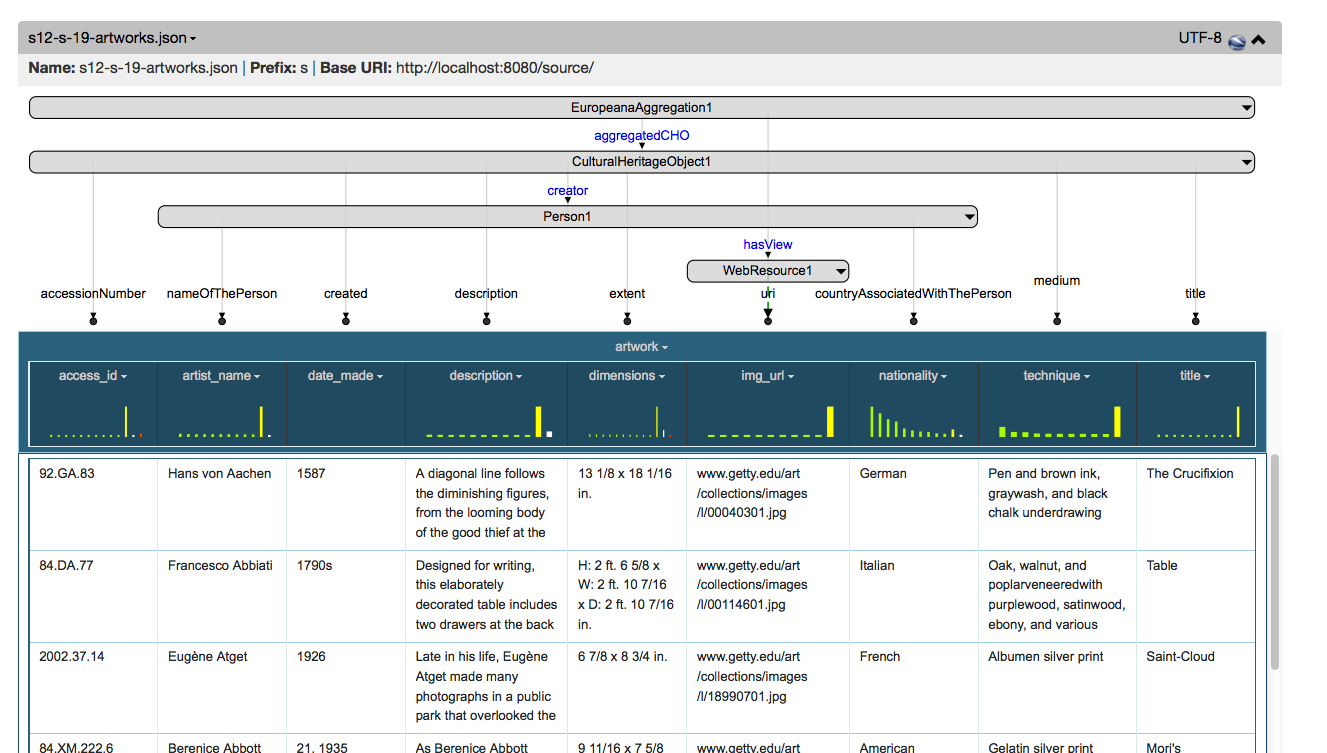 s12-s-19-artworks.json
UTF-8
Name: s12-s-19-artworks.json | Prefix: s | Base URI: http://localhost:8080/source/
EuropeanaAggregation1
aggregatedCHO
CulturalHeritageObject1
creator
Person1
hasView
WebResource1
medium
accessionNumber nameOfThePerson created description extent uri countryAssociatedWithThePerson title
artwork
access_id artist_name date_made description dimensions img_url nationality technique title
92.GA.83 Hans von Aachen 1587 A diagonal line follows 13 1/8 x 18 1/16 www.getty.edu/art German Pen and brown ink, The Crucifixion
the diminishing figures, in. /collections/images graywash, and black
from the looming body /l/00040301.jpg chalk underdrawing
of the good thief at the
84.DA.77 Francesco Abbiati 1790s Designed for writing, H: 2 ft. 6 5/8 x www.getty.edu/art Italian Oak, walnut, and Table
this elaborately W: 2 ft. 10 7/16 /collections/images poplarveneeredwith
decorated table includes x D: 2 ft. 10 7/16 /l/00114601.jpg purplewood, satinwood,
two drawers at the back in. ebony, and various
2002.37.14 Eugène Atget 1926 Late in his life, Eugène 6 7/8 x 8 3/4 in. www.getty.edu/art French Albumen silver print Saint-Cloud
Atget made many /collections/images
photographs in a public /l/18990701.jpg
park that overlooked the
84.XM.222.6 Berenice Abbott 21, 1935 As Berenice Abbott 9 11/16 x 7 5/8 www.getty.edu/art American Gelatin silver print Mori's